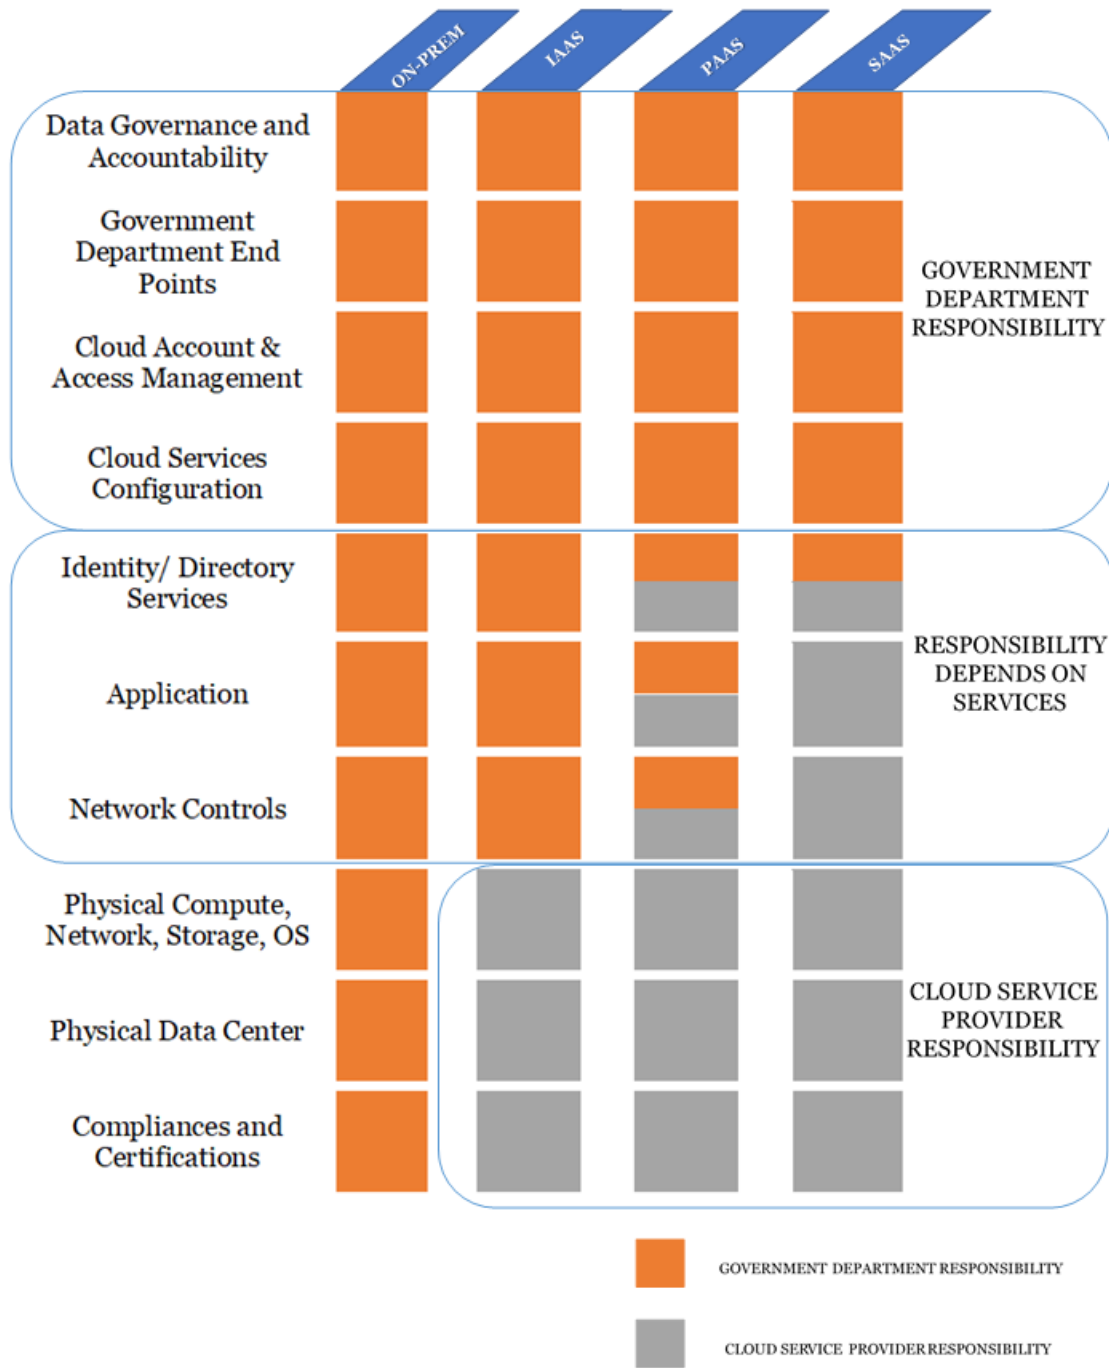 ON-PREM
IAAS
PAAS
SAAS
Data Governance and
Accountability
Government
Department End
Points
Cloud Account &
Access Management
Cloud Services
Configuration
GOVERNMENT
DEPARTMENT
RESPONSIBILITY
Identity/ Directory
Services
Application
Network Controls
RESPONSIBILITY
DEPENDS ON
SERVICES
Physical Compute,
Network, Storage, OS
Physical Data Center
Compliances and
Certifications
CLOUD SERVICE
PROVIDER
RESPONSIBILITY
GOVERNMENT DEPARTMENT RESPONSIBILITY
CLOUD SERVICE PROVIDER RESPONSIBILITY